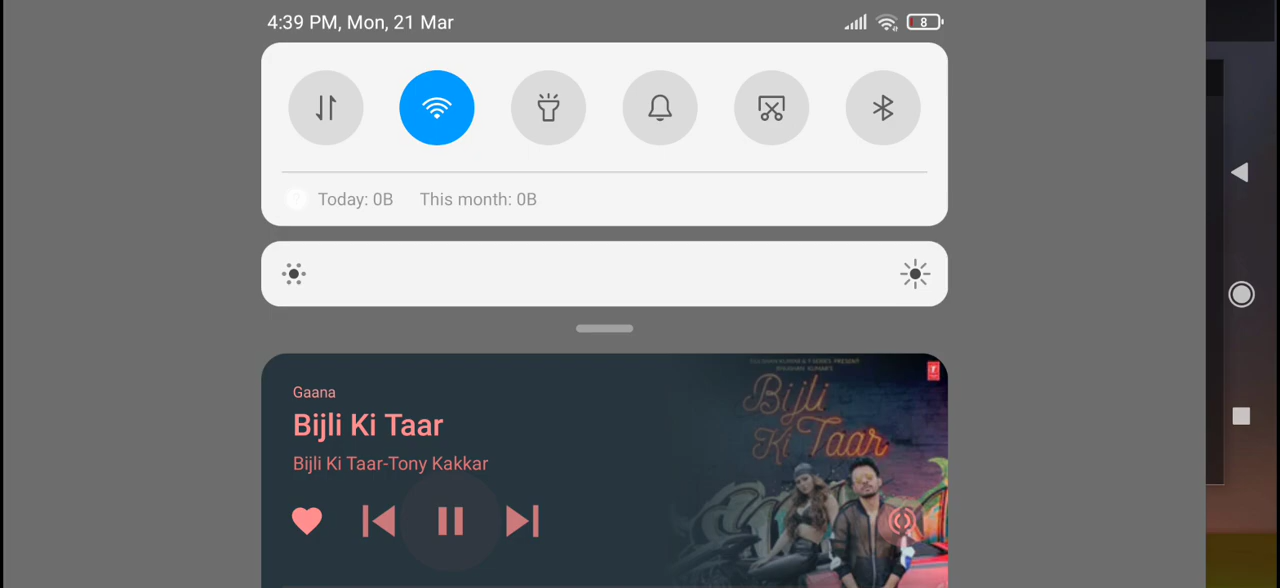 4:39 PM, Mon, 21 Mar
8
Today: 0B This month: 0B
Gaana
Bijli Ki Taar
Bijli Ki Taar-Tony Kakkar
Bijli
Ki Taar